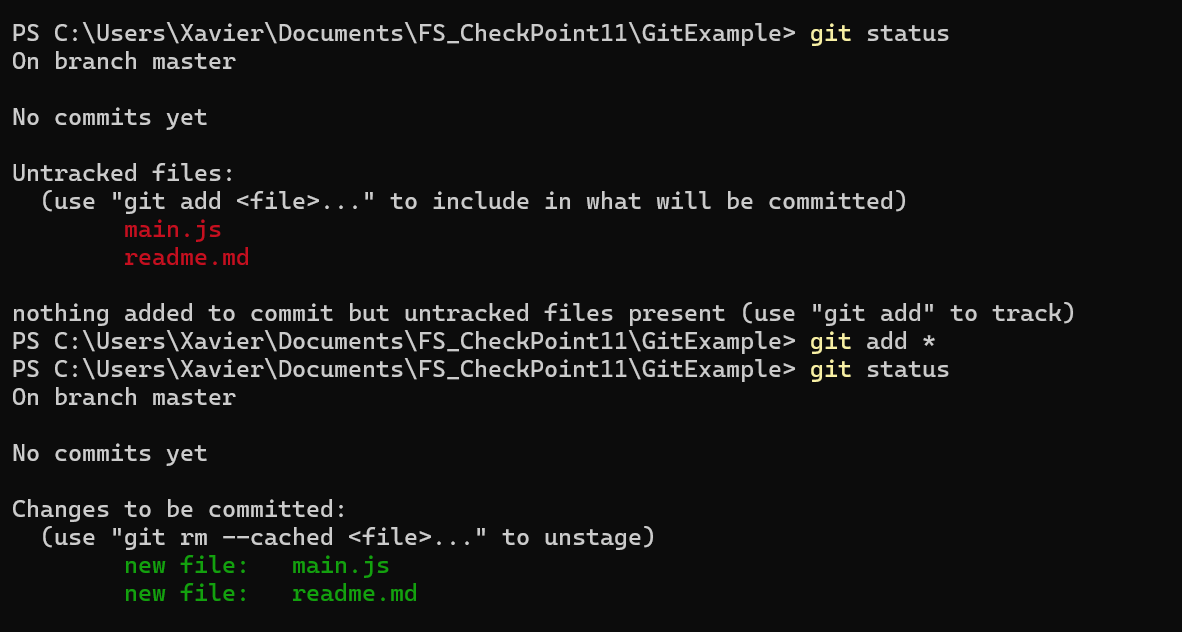 PS C:\Users\Xavier\Documents\FS_CheckPoint11\GitExample> git status
On branch master

No commits yet

Untracked files:
  (use "git add <file>..." to include in what will be committed)
        main.js
        readme.md

nothing added to commit but untracked files present (use "git add" to track)
PS C:\Users\Xavier\Documents\FS_CheckPoint11\GitExample> git add *
PS C:\Users\Xavier\Documents\FS_CheckPoint11\GitExample> git status
On branch master

No commits yet

Changes to be committed:
  (use "git rm --cached <file>..." to unstage)
        new file:   main.js
        new file:   readme.md